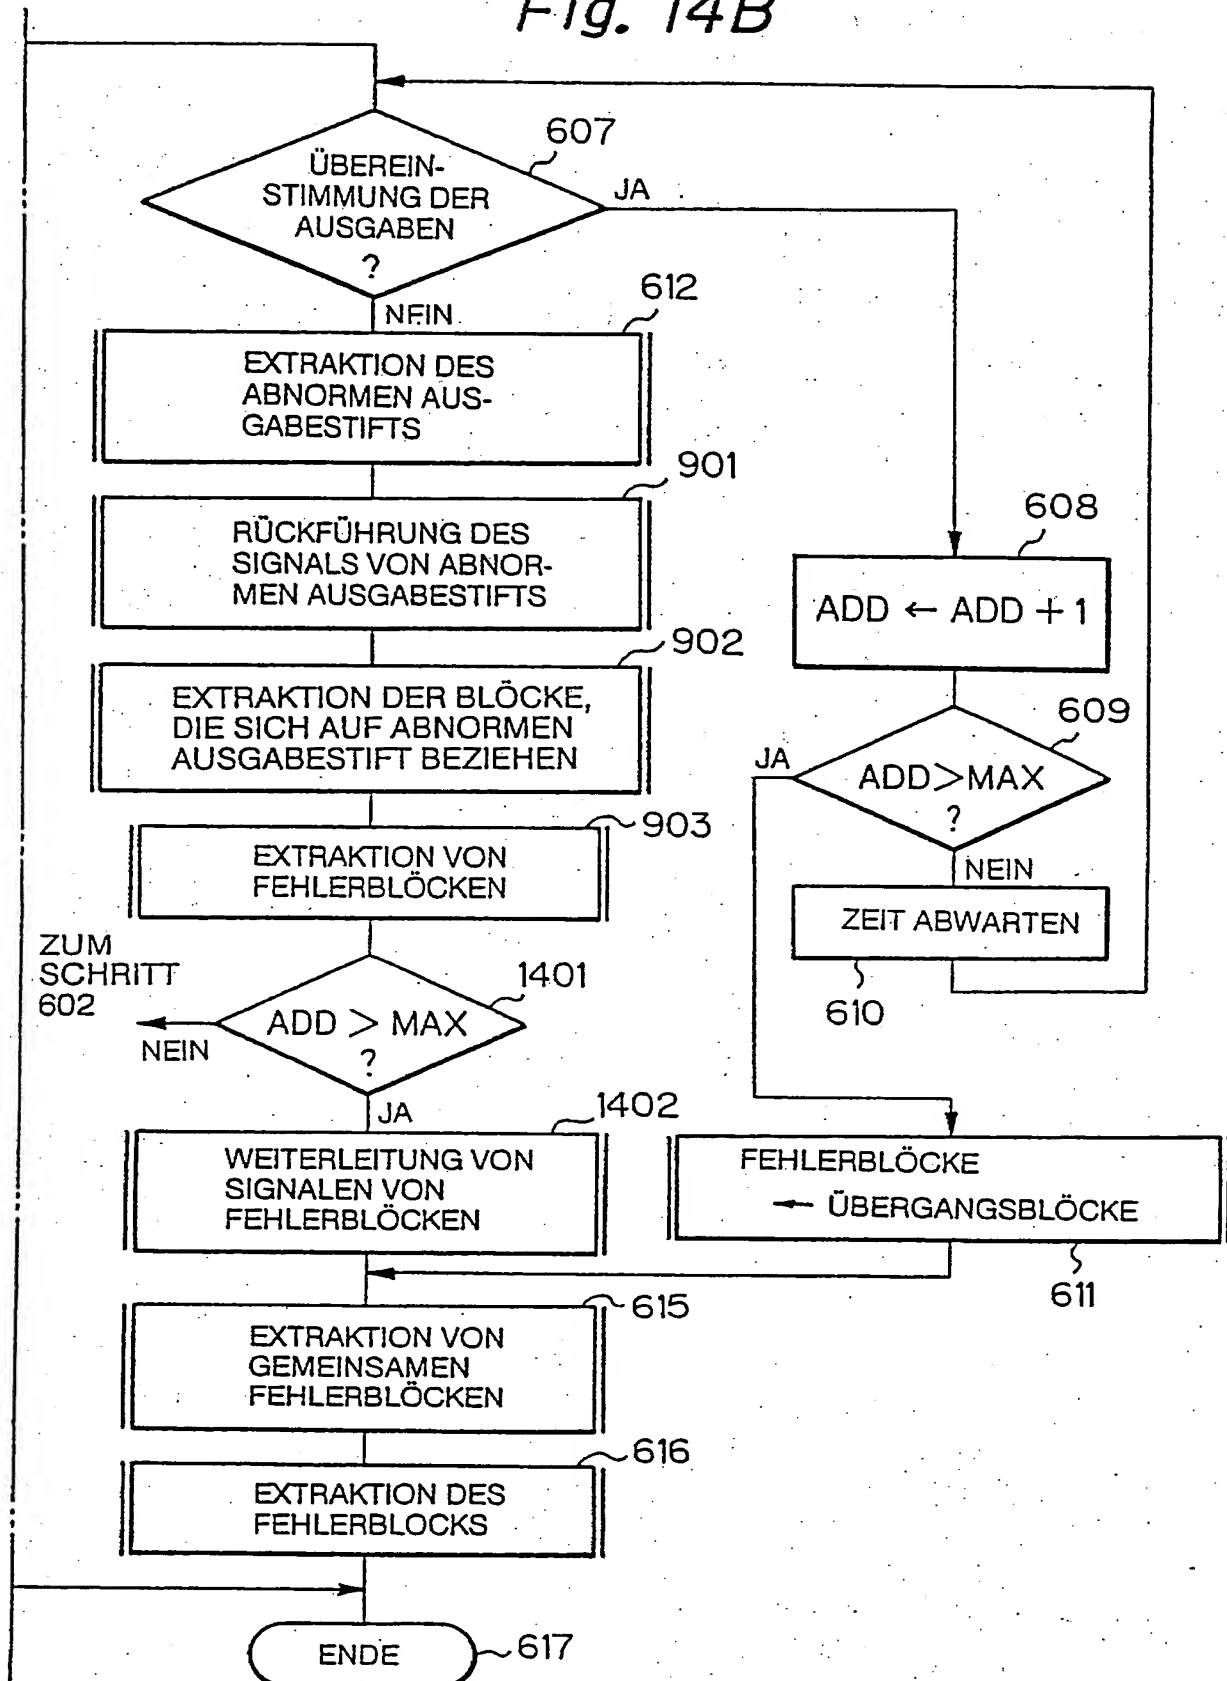 Fig. 14B
607
ÜBEREIN-
STIMMUNG DER
AUSGABEN
?
JA
NEIN
612
EXTRAKTION DES
ABNORMEN AUS-
GABESTIFTS
901
RÜCKFÜHRUNG DES
SIGNALS VON ABNOR-
MEN AUSGABESTIFTS
902
EXTRAKTION DER BLÖCKE,
DIE SICH AUF ABNORMEN
AUSGABESTIFT BEZIEHEN
903
EXTRAKTION VON
FEHLERBLÖCKEN
ZUM
SCHRITT
602
1401
ADD > MAX
?
NEIN
JA
1402
WEITERLEITUNG VON
SIGNALEN VON
FEHLERBLÖCKEN
608
ADD ← ADD + 1
609
JA
ADD>MAX
?
NEIN
ZEIT ABWARTEN
610
FEHLERBLÖCKE
← ÜBERGANGSBLÖCKE
611
615
EXTRAKTION VON
GEMEINSAMEN
FEHLERBLÖCKEN
616
EXTRAKTION DES
FEHLERBLOCKS
ENDE
617